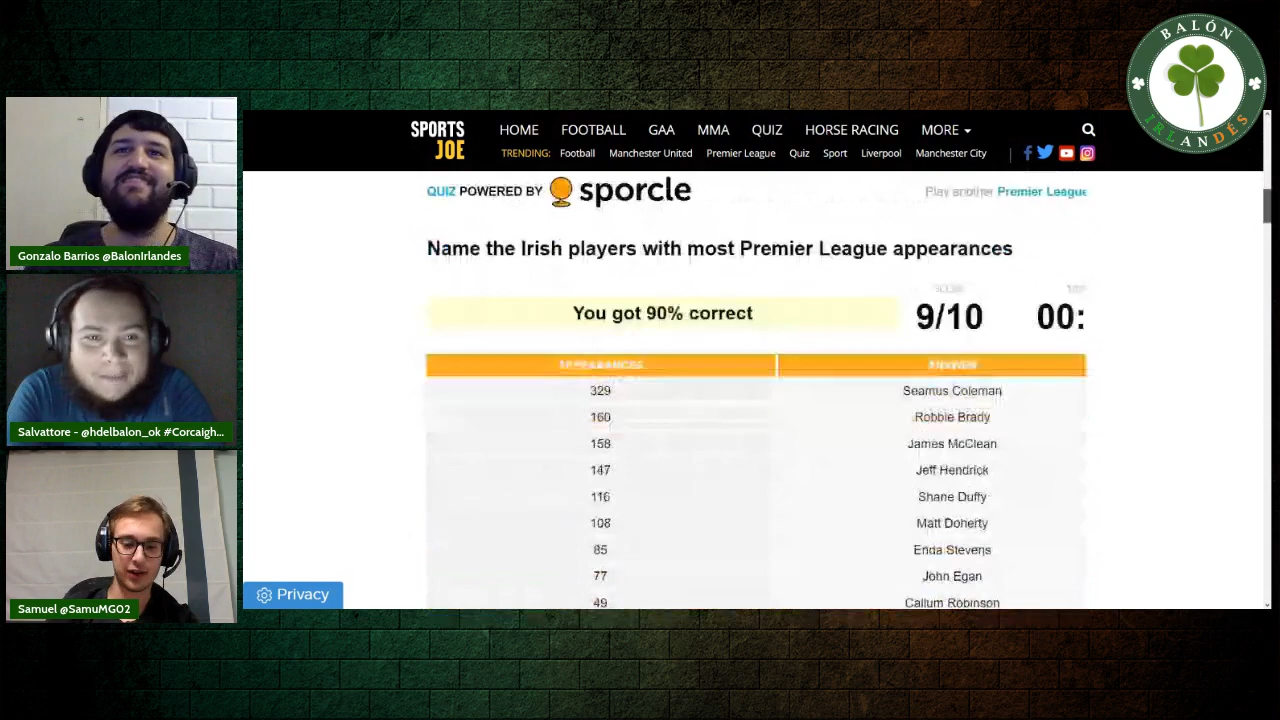 BALÓN
IRLANDÉS
SPORTS
JOE
HOME FOOTBALL GAA MMA QUIZ HORSE RACING MORE
TRENDING: Football Manchester United Premier League Quiz Sport Liverpool Manchester City
QUIZ POWERED BY sporcle Play another Premier League
Name the Irish players with most Premier League appearances
You got 90% correct 9/10 00:
APPEARANCES
329 Seamus Coleman
160 Robbie Brady
158 James McClean
147 Jeff Hendrick
116 Shane Duffy
108 Matt Doherty
85 Enda Stevens
77 John Egan
49 Callum Robinson
Privacy
Gonzalo Barrios @BalonIrlandes
Salvattore - @hdelbalon_ok #Corcaigh...
Samuel @SamuMG02